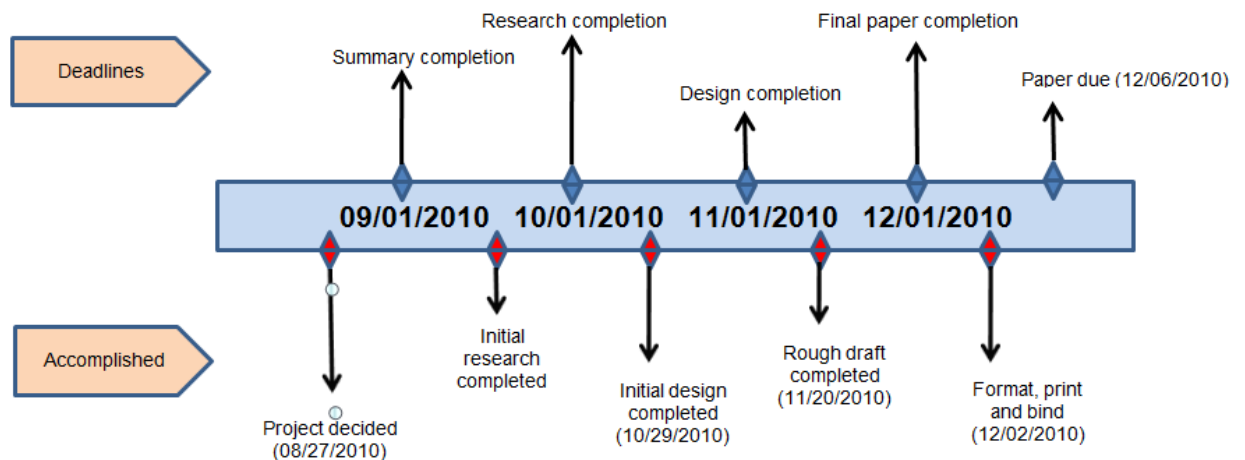 Deadlines
Summary completion
Research completion
Design completion
Final paper completion
Paper due (12/06/2010)
09/01/2010 10/01/2010 11/01/2010 12/01/2010
Accomplished
Project decided
(08/27/2010)
Initial
research
completed
Initial design
completed
(10/29/2010)
Rough draft
completed
(11/20/2010)
Format, print
and bind
(12/02/2010)